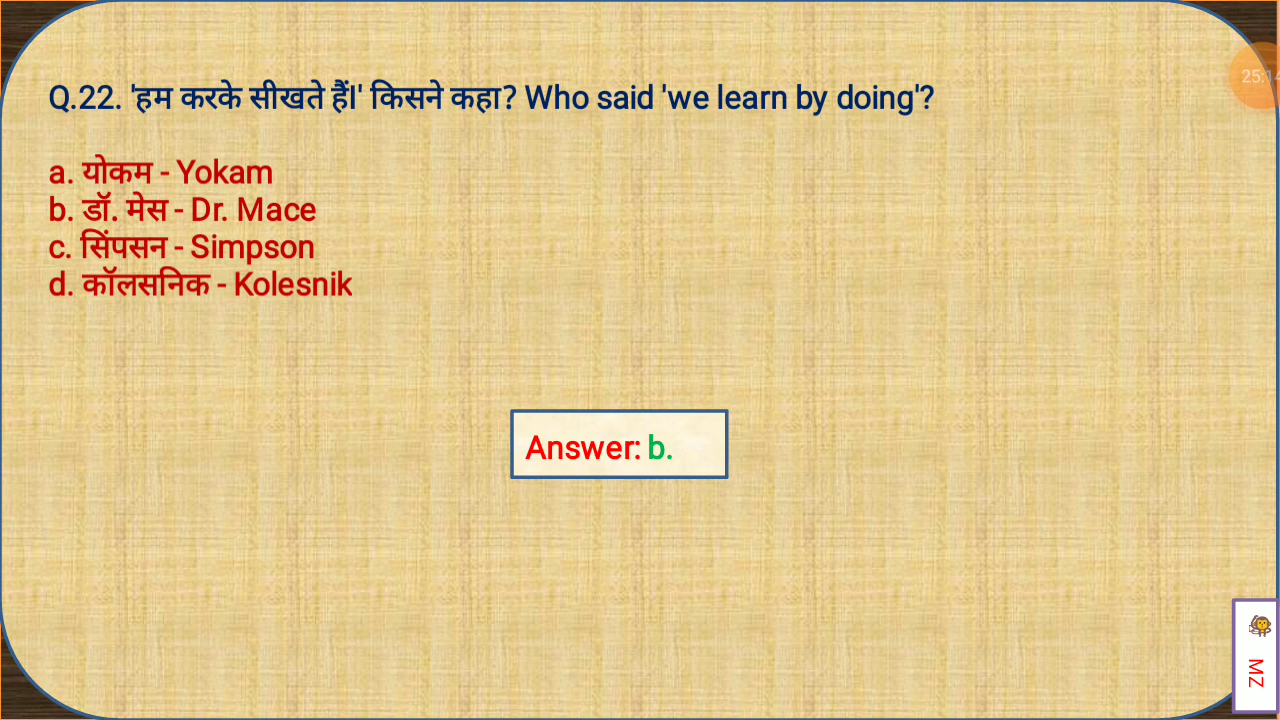 Q.22. 'हम करके सीखते हैंI' किसने कहा? Who said 'we learn by doing'?
a. योकम - Yokam
b. डॉ. मेस - Dr. Mace
c. सिंपसन - Simpson
d. कॉलसनिक - Kolesnik
Answer: b.
MZ